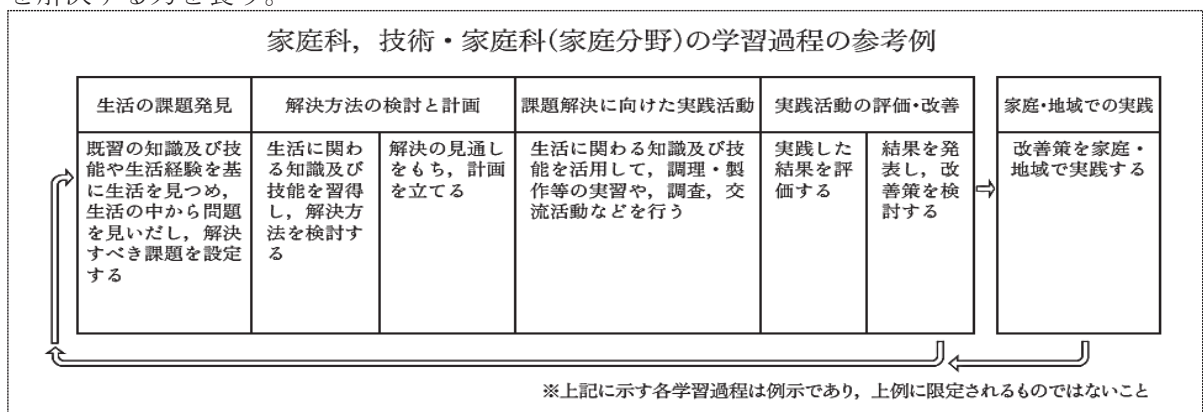 を解決する力を養う。
家庭科，技術・家庭科(家庭分野)の学習過程の参考例
生活の課題発見
解決方法の検討と計画
課題解決に向けた実践活動
実践活動の評価・改善
家庭・地域での実践
既習の知識及び技
能や生活経験を基
に生活を見つめ，
生活の中から問題
を見いだし，解決
すべき課題を設定
する
生活に関わ
る知識及び
技能を習得
し，解決方
法を検討す
る
解決の見通し
をもち，計画
を立てる
生活に関わる知識及び技
能を活用して，調理・製
作等の実習や，調査，交
流活動などを行う
実践した
結果を評
価する
結果を発
表し，改
善策を検
討する
改善策を家庭・
地域で実践する
※上記に示す各学習過程は例示であり，上例に限定されるものではないこと